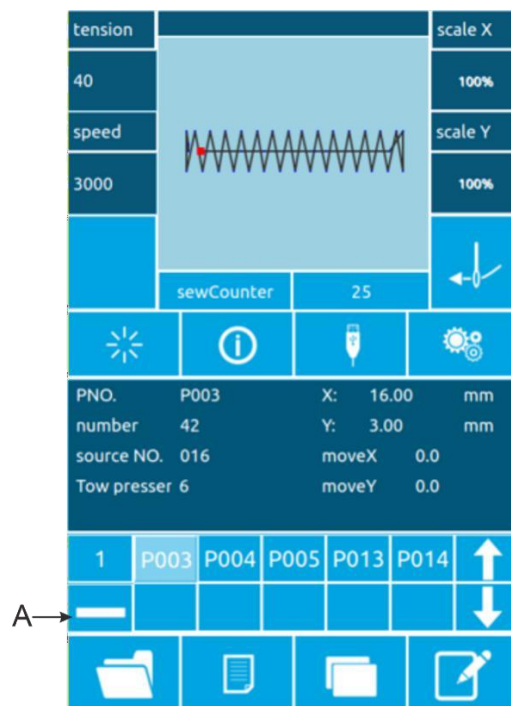 tension scale X
40 100%
speed scale Y
3000 100%
sewCounter 25
PNO. P003 X: 16.00 mm
number 42 Y: 3.00 mm
source NO. 016 moveX 0.0
Tow presser 6 moveY 0.0
1 P003 P004 P005 P013 P014
A